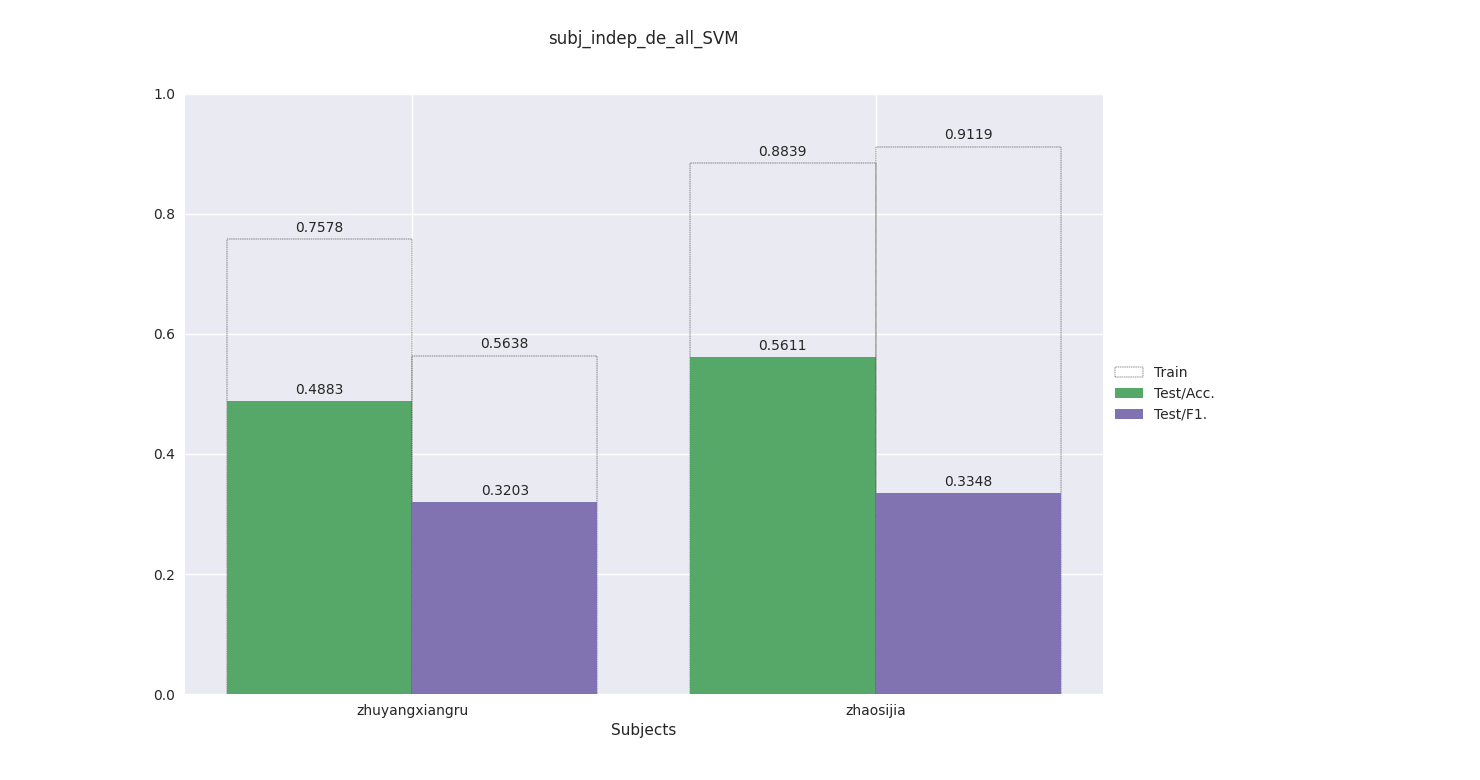 subj_indep_de_all_SVM
1.0
0.8
0.6
0.4
0.2
0.0
0.7578
0.4883
0.5638
0.3203
0.8839
0.5611
0.9119
0.3348
zhuyangxiangru
zhaosijia
Subjects
Train
Test/Acc.
Test/F1.